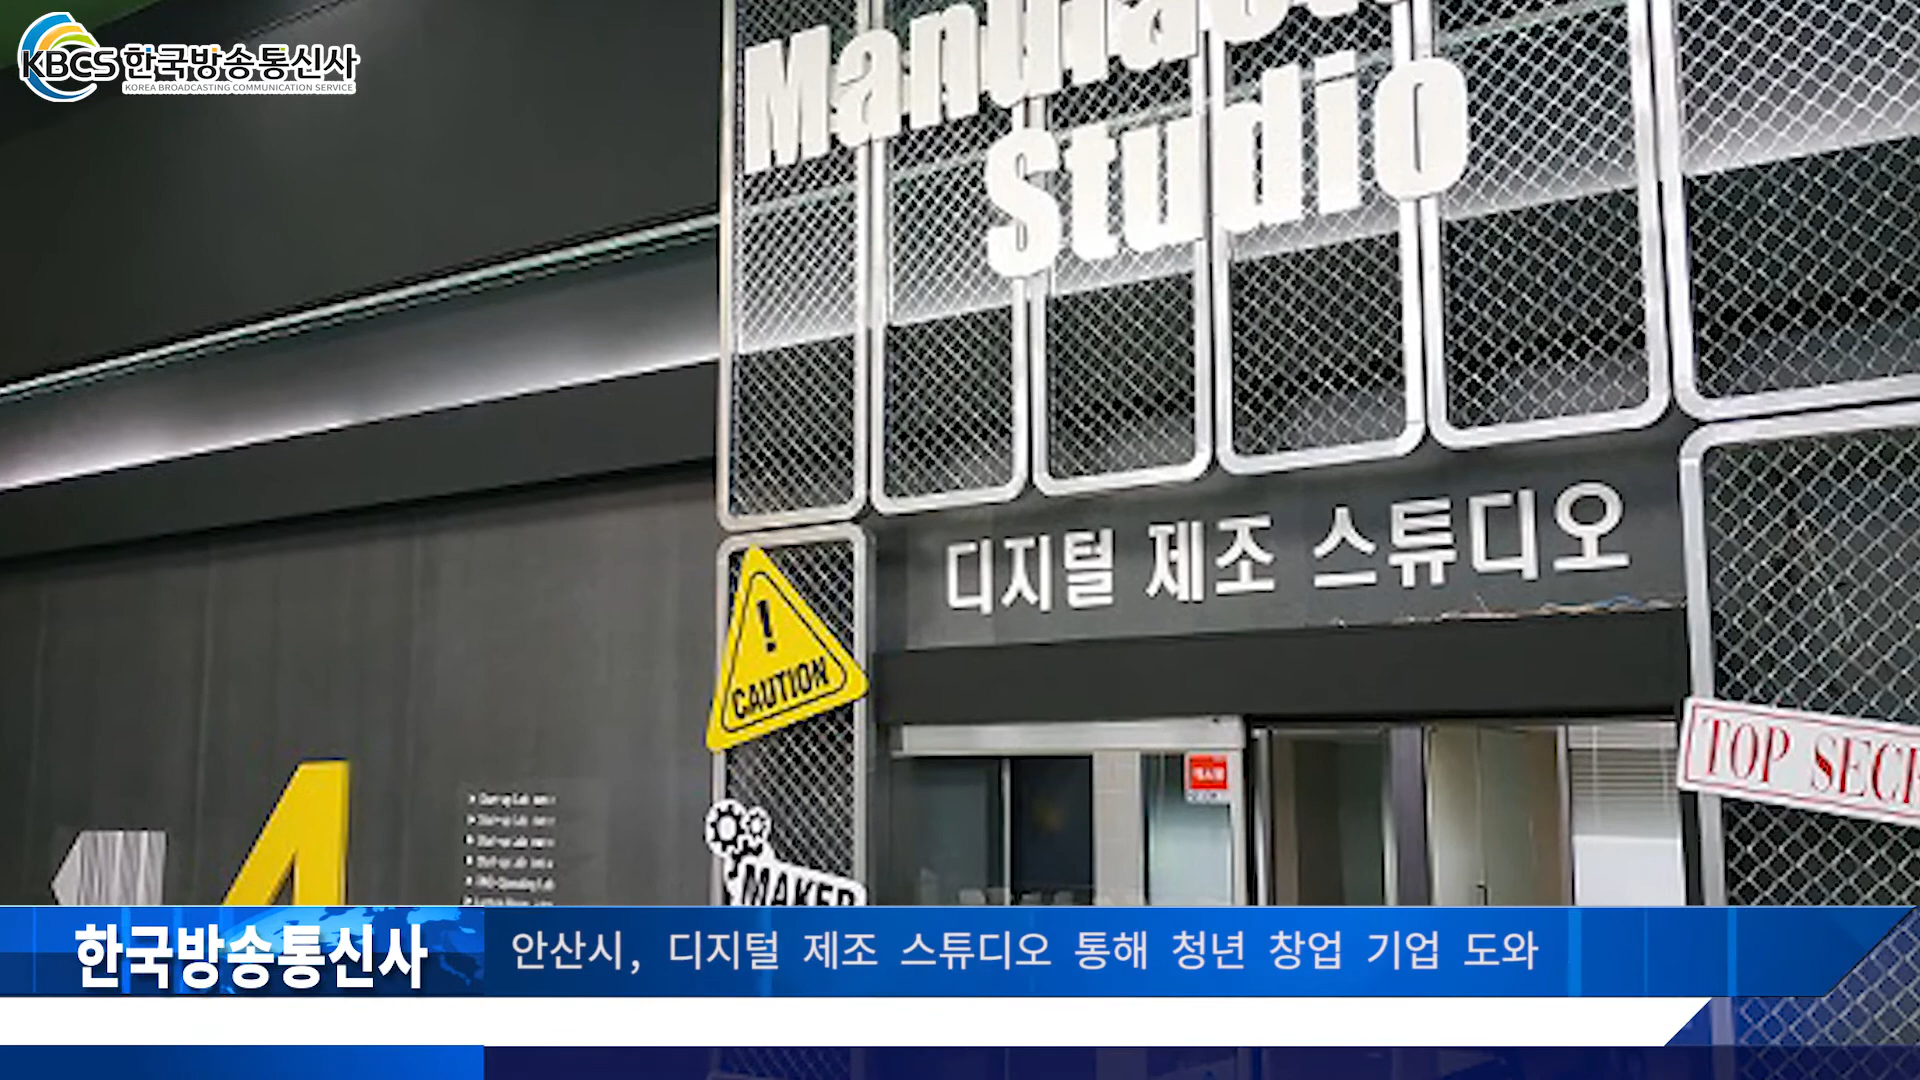 KBCS 한국방송통신사
KOREA BROADCASTING COMMUNICATION SERVICE
Studio
디지털 제조 스튜디오
!
CAUTION
TOP
MAKER
4
한국방송통신사
안산시, 디지털 제조 스튜디오 통해 청년 창업 기업 도와